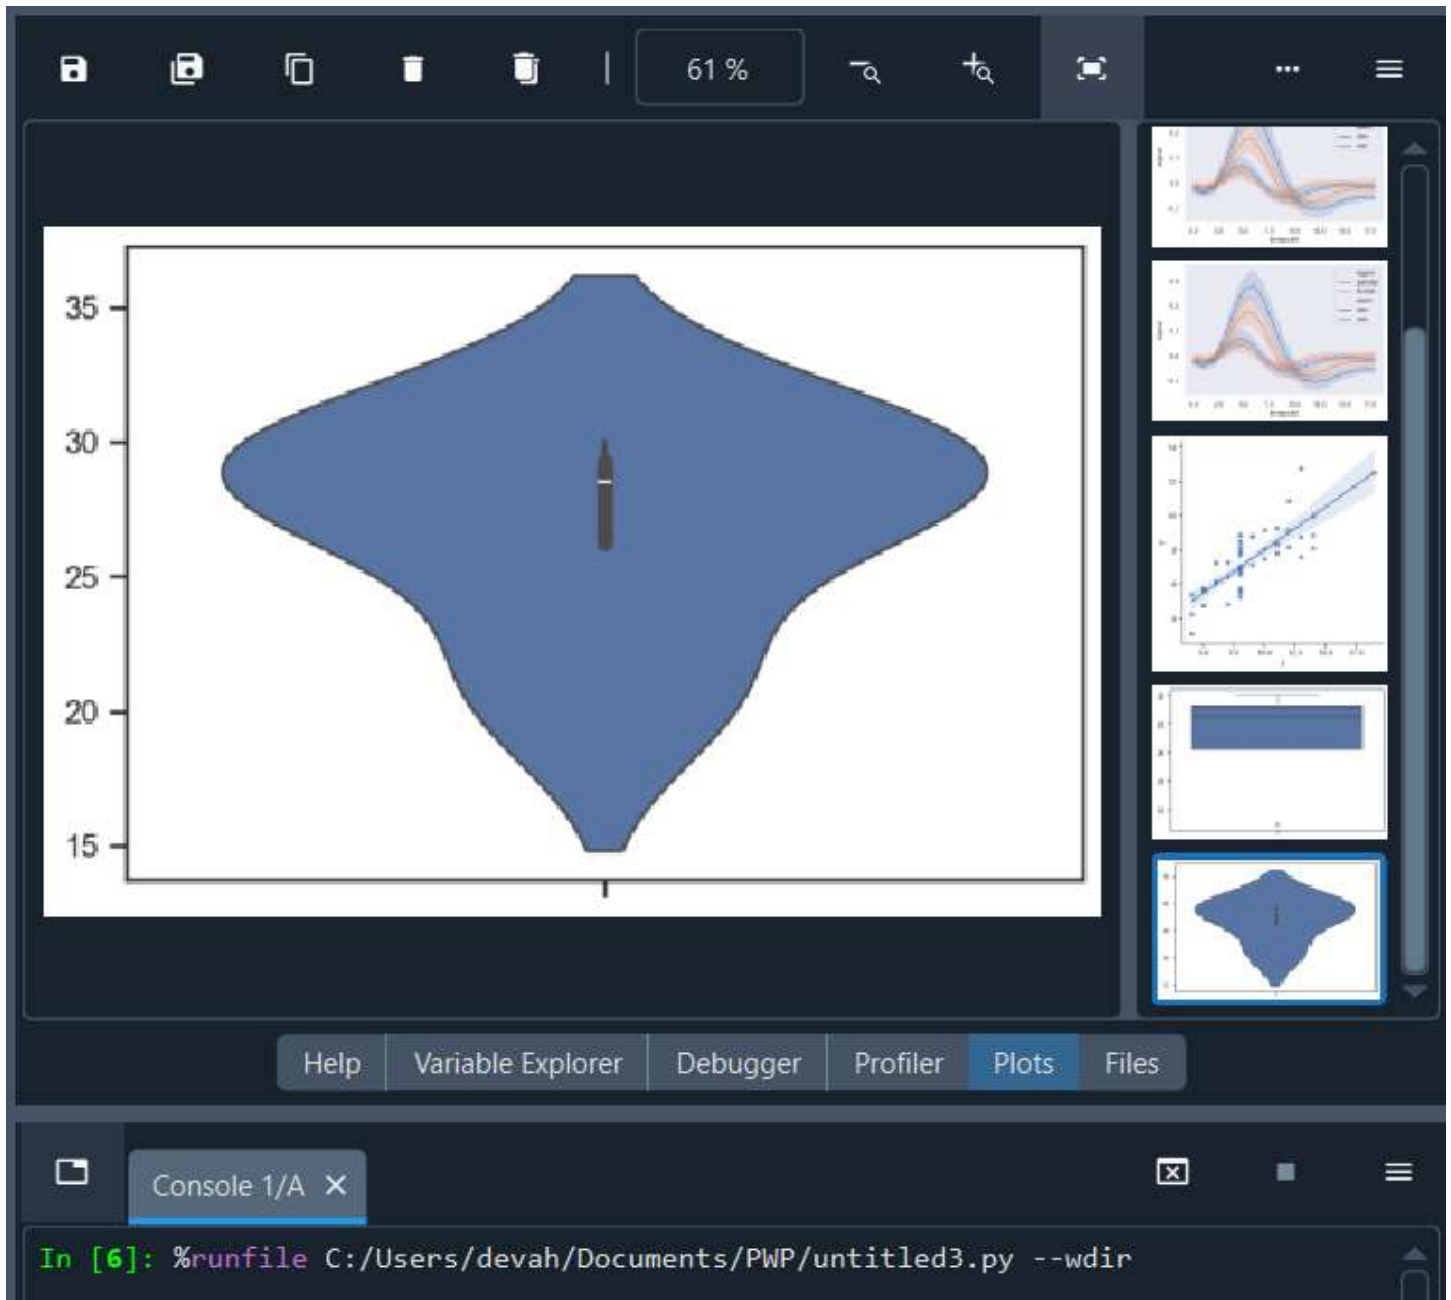 61 %
35
30
25
20
15
Help Variable Explorer Debugger Profiler Plots Files
Console 1/A
In [6]: %runfile C:/Users/devah/Documents/PWP/untitled3.py --wdir